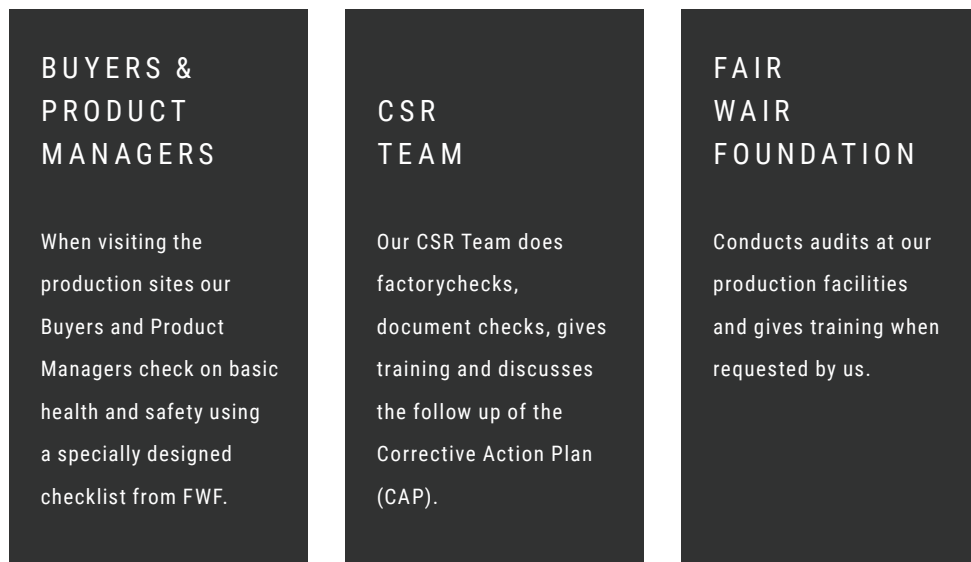 BUYERS &
PRODUCT
MANAGERS
When visiting the
production sites our
Buyers and Product
Managers check on basic
health and safety using
a specially designed
checklist from FWF.
CSR
TEAM
Our CSR Team does
factorychecks,
document checks, gives
training and discusses
the follow up of the
Corrective Action Plan
(CAP).
FAIR
WAIR
FOUNDATION
Conducts audits at our
production facilities
and gives training when
requested by us.